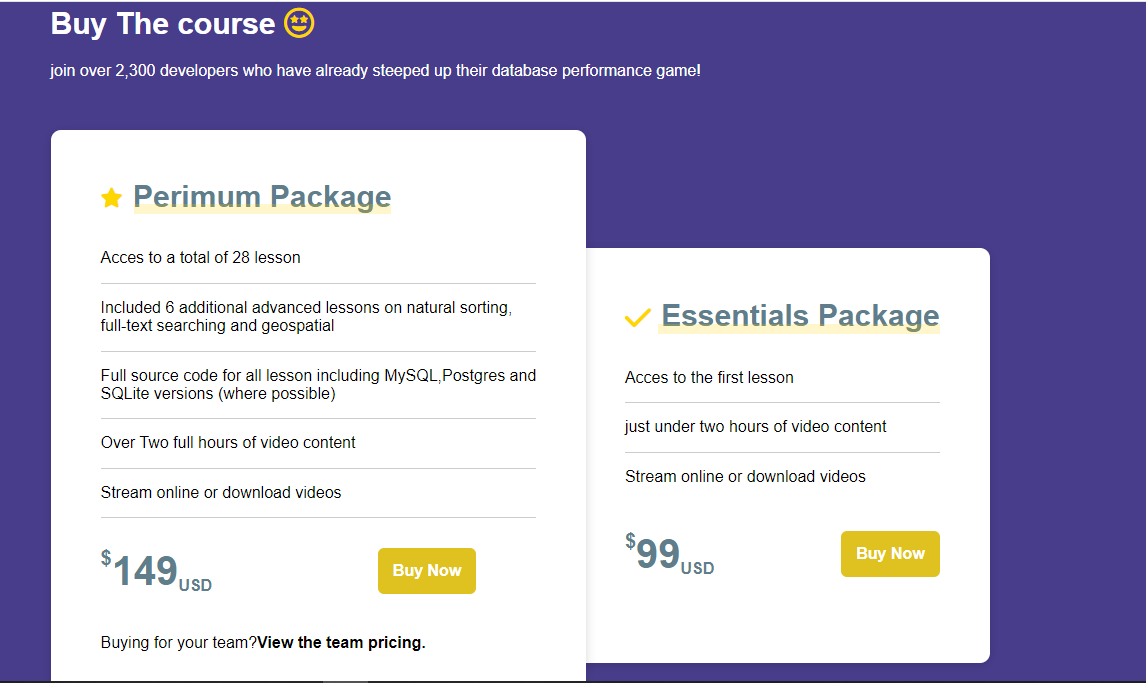 Buy The course
join over 2,300 developers who have already steeped up their database performance game!
Perimum Package
Acces to a total of 28 lesson
Included 6 additional advanced lessons on natural sorting,
full-text searching and geospatial
Full source code for all lesson including MySQL,Postgres and
SQLite versions (where possible)
Over Two full hours of video content
Stream online or download videos
$149USD
Buy Now
Buying for your team?View the team pricing.
Essentials Package
Acces to the first lesson
just under two hours of video content
Stream online or download videos
$99USD
Buy Now